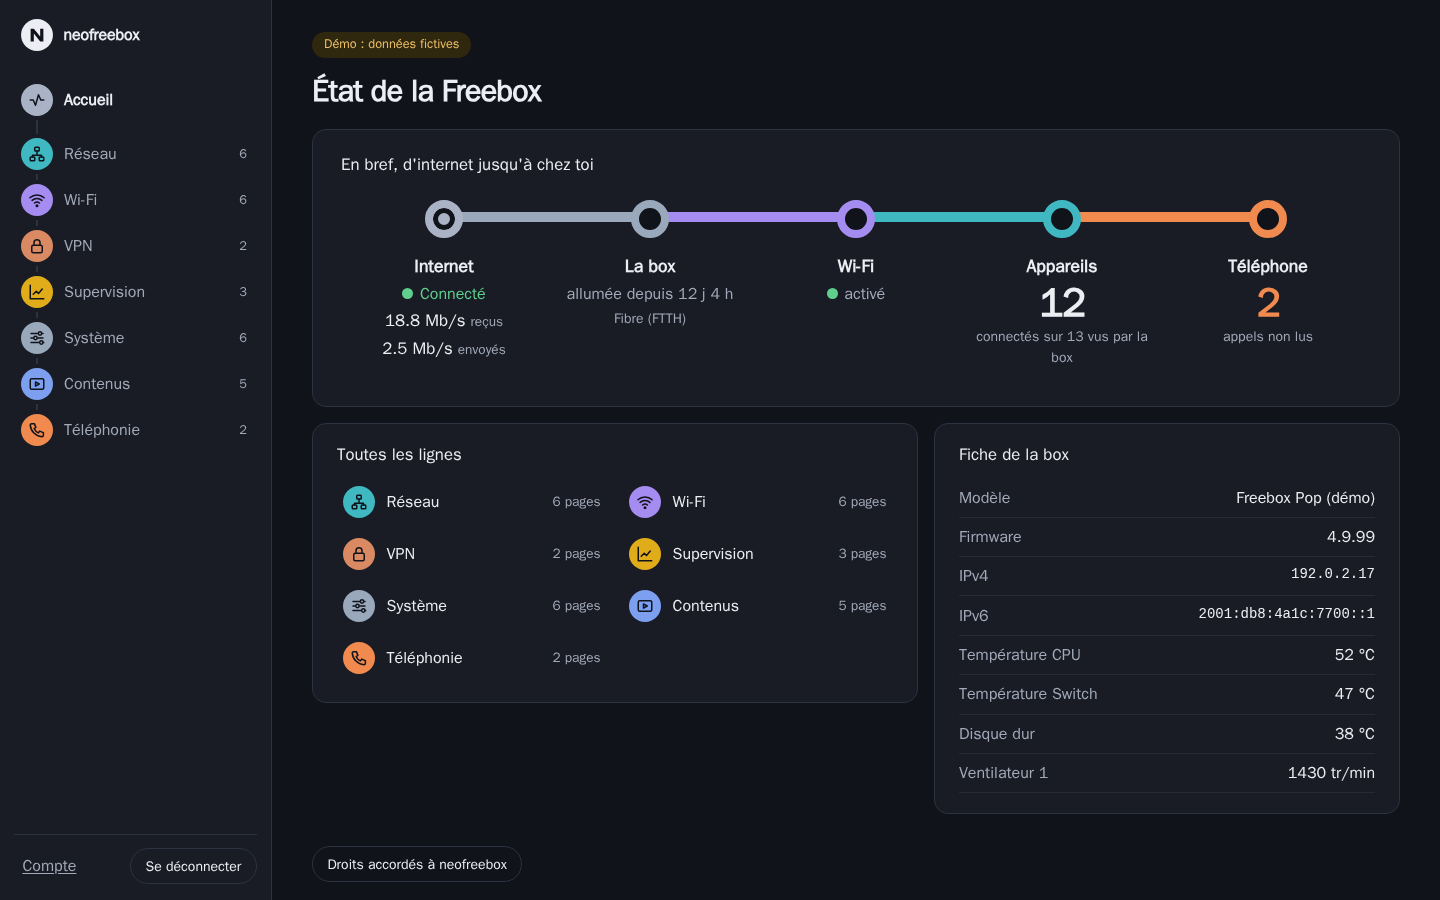 neofreebox
Accueil
Réseau 6
Wi-Fi 6
VPN 2
Supervision 3
Système 6
Contenus 5
Téléphonie 2
Compte
Se déconnecter
Démo : données fictives
État de la Freebox
En bref, d'internet jusqu'à chez toi
Internet
Connecté
18.8 Mb/s reçus
2.5 Mb/s envoyés
La box
allumée depuis 12 j 4 h
Fibre (FTTH)
Wi-Fi
activé
Appareils
12
connectés sur 13 vus par la
box
Téléphone
2
appels non lus
Toutes les lignes
Réseau 6 pages
Wi-Fi 6 pages
VPN 2 pages
Supervision 3 pages
Système 6 pages
Contenus 5 pages
Téléphonie 2 pages
Fiche de la box
Modèle Freebox Pop (démo)
Firmware 4.9.99
IPv4 192.0.2.17
IPv6 2001:db8:4a1c:7700::1
Température CPU 52 °C
Température Switch 47 °C
Disque dur 38 °C
Ventilateur 1 1430 tr/min
Droits accordés à neofreebox